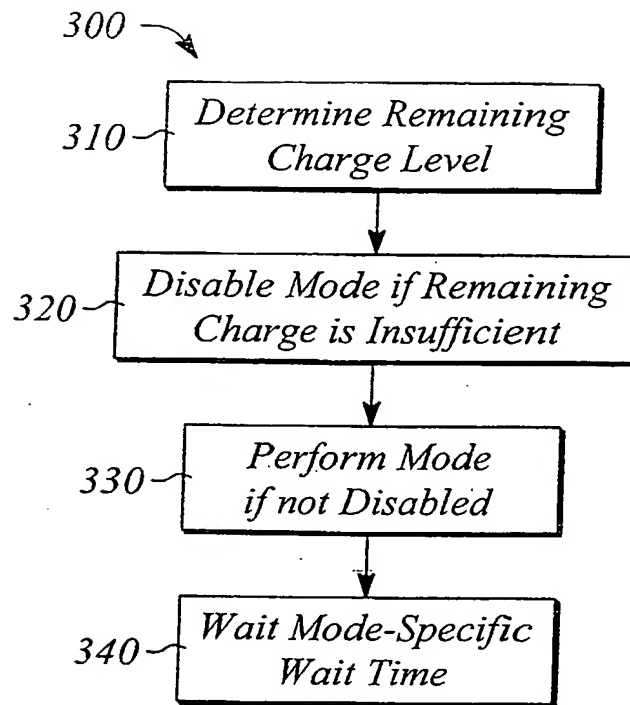 300
310
Determine Remaining
Charge Level
320
Disable Mode if Remaining
Charge is Insufficient
330
Perform Mode
if not Disabled
340
Wait Mode-Specific
Wait Time